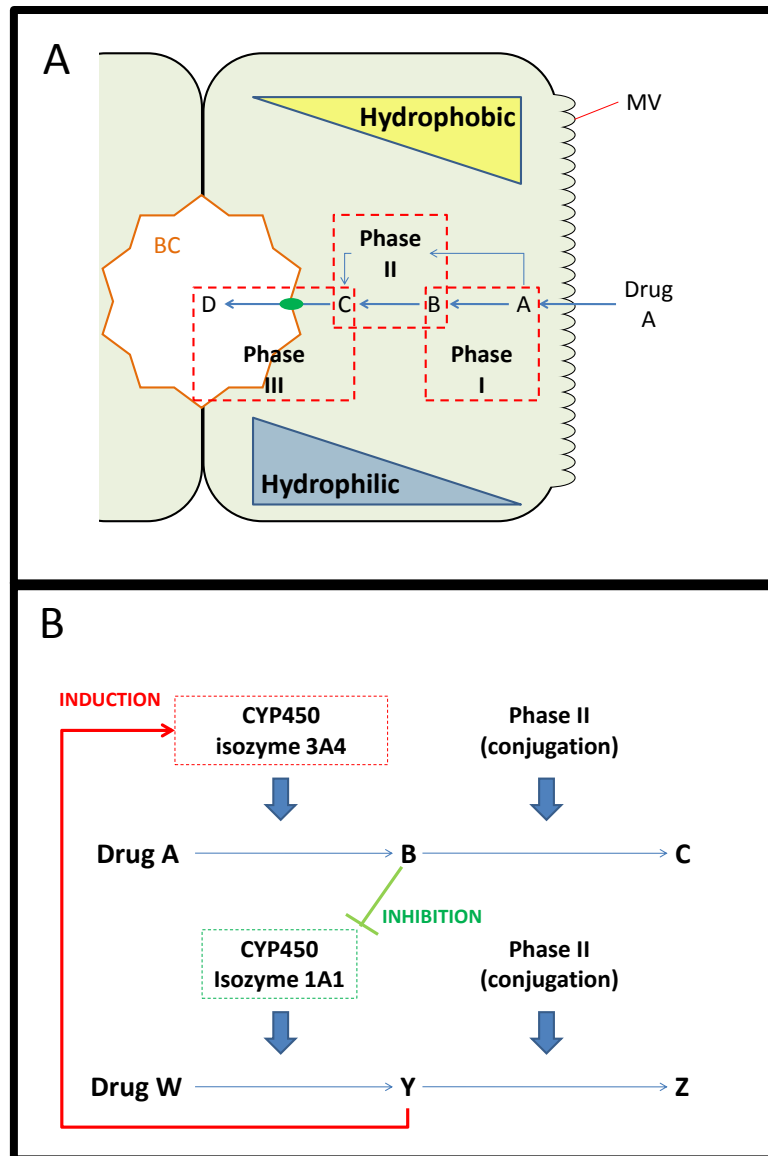 A
Hydrophobic
MV
BC
Phase
II
D
C
B
A
Drug
A
Phase
III
Phase
I
Hydrophilic
B
INDUCTION
CYP450
isozyme 3A4
Phase II
(conjugation)
Drug A
B
C
INHIBITION
CYP450
Isozyme 1A1
Phase II
(conjugation)
Drug W
Y
Z